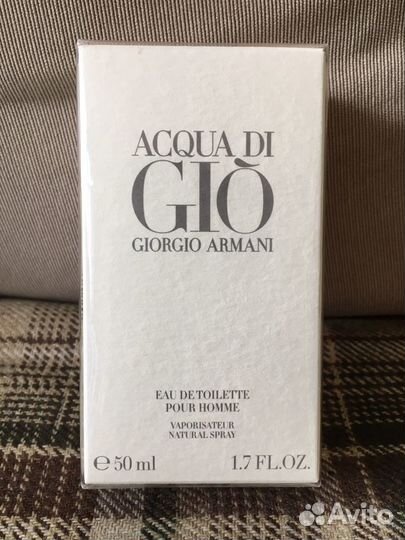 ACQUA DI
GIÒ
GIORGIO ARMANI
EAU DE TOILETTE
POUR HOMME
VAPORISATEUR
NATURAL SPRAY
℮ 50 ml 1.7 FL.OZ.
Avito